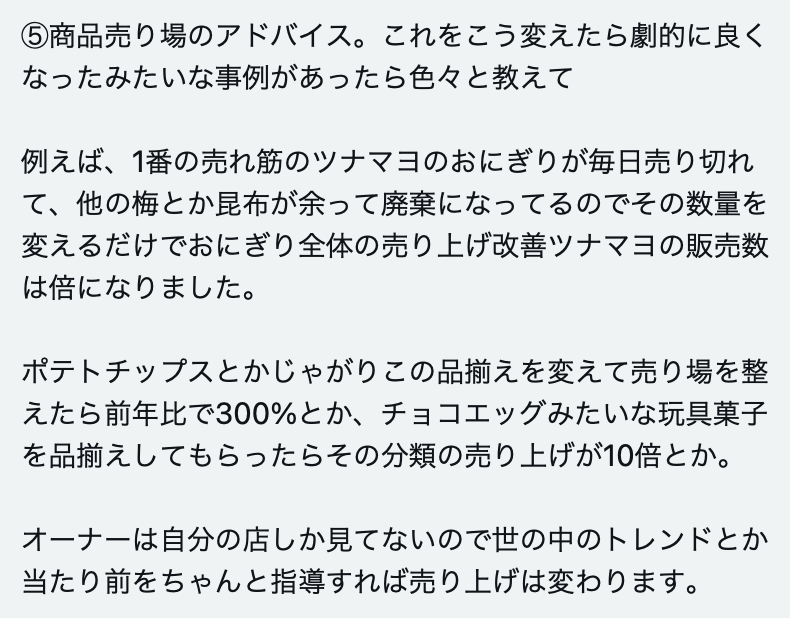 ⑤商品売り場のアドバイス。これをこう変えたら劇的に良く
なったみたいな事例があったら色々と教えて
例えば、1番の売れ筋のツナマヨのおにぎりが毎日売り切れ
て、他の梅とか昆布が余って廃棄になってるのでその数量を
変えるだけでおにぎり全体の売り上げ改善ツナマヨの販売数
は倍になりました。
ポテトチップスとかじゃがりこの品揃えを変えて売り場を整
えたら前年比で300%とか、チョコエッグみたいな玩具菓子
を品揃えしてもらったらその分類の売り上げが10倍とか。
オーナーは自分の店しか見てないので世の中のトレンドとか
当たり前をちゃんと指導すれば売り上げは変わります。